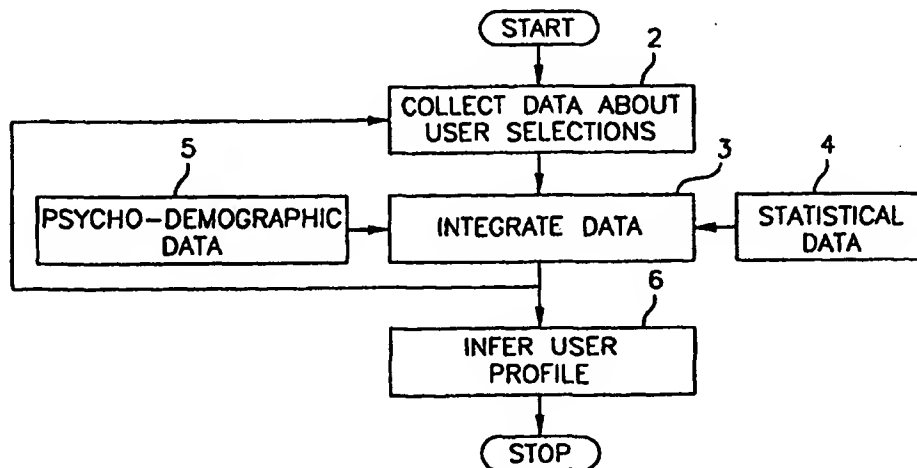 START
2
COLLECT DATA ABOUT
USER SELECTIONS
5
3
4
PSYCHO-DEMOGRAPHIC
DATA
INTEGRATE DATA
STATISTICAL
DATA
6
INFER USER
PROFILE
STOP